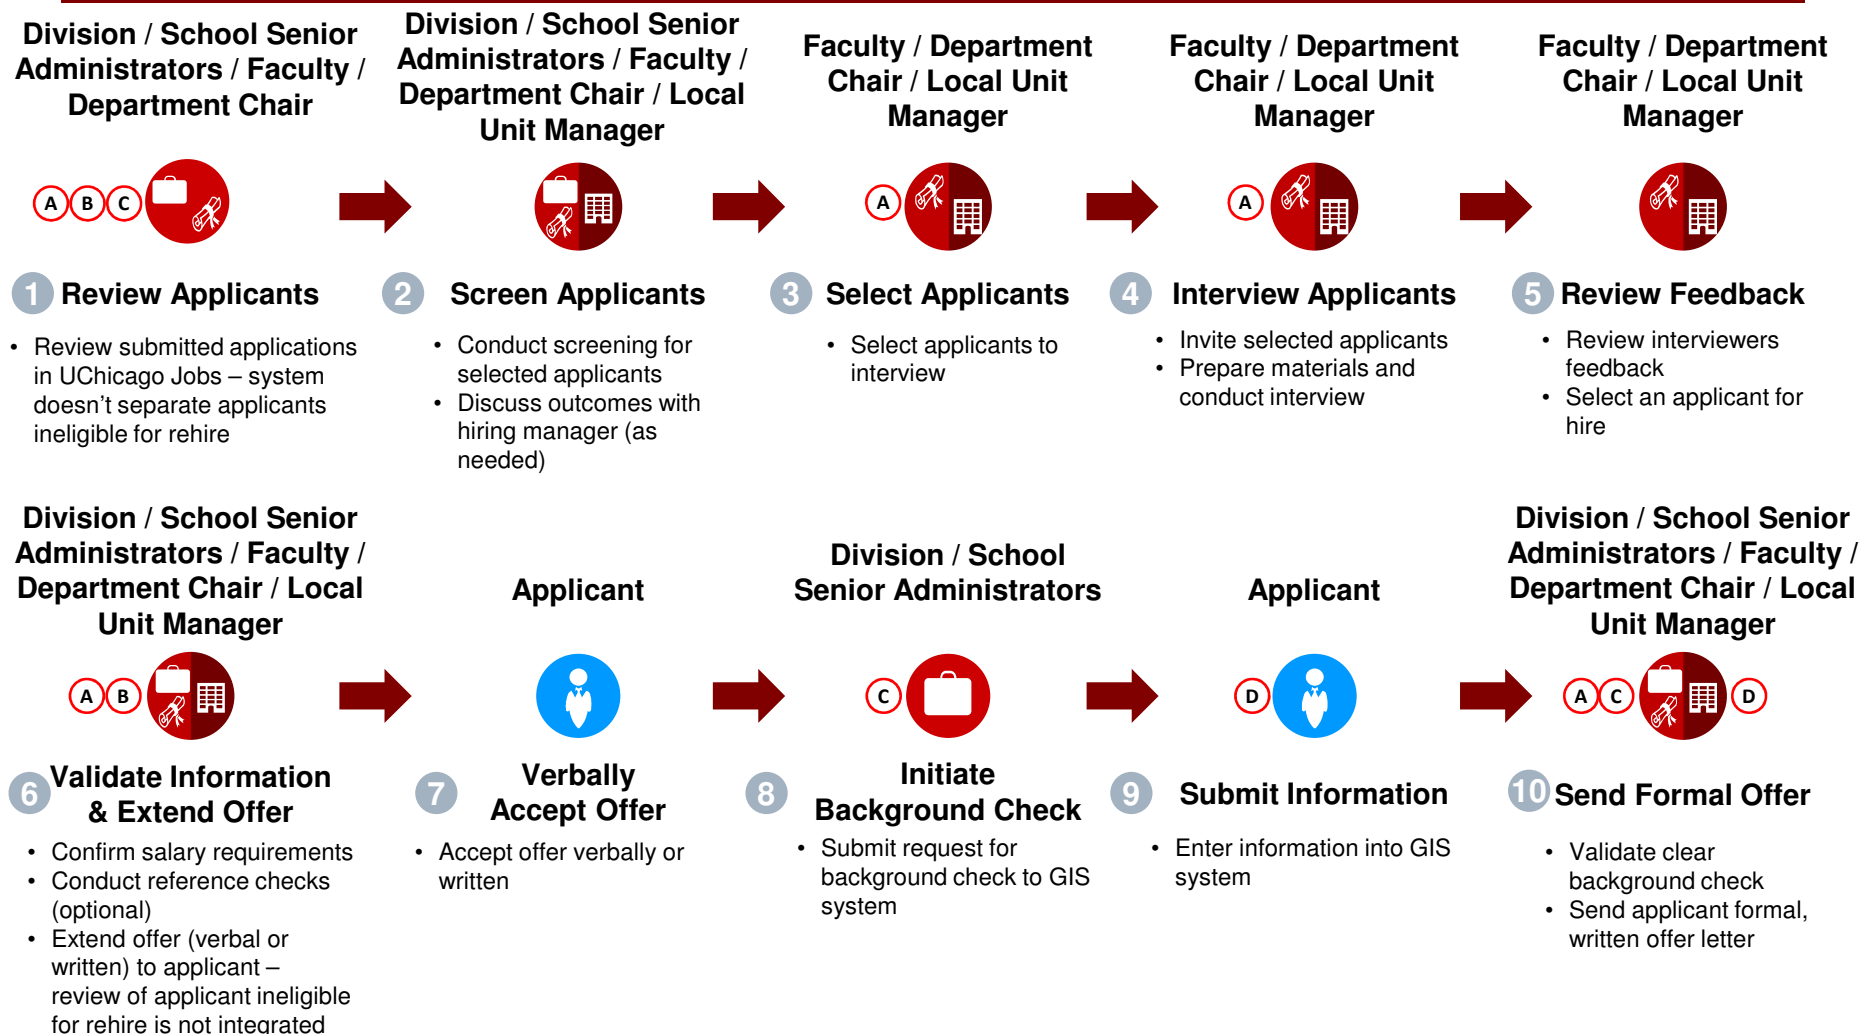 Division / School Senior
Administrators / Faculty /
Department Chair
Division / School Senior
Administrators / Faculty /
Department Chair / Local
Unit Manager
Faculty / Department
Chair / Local Unit
Manager
Faculty / Department
Chair / Local Unit
Manager
Faculty / Department
Chair / Local Unit
Manager
A B C
A
A
1 Review Applicants
• Review submitted applications
in UChicago Jobs – system
doesn’t separate applicants
ineligible for rehire
2 Screen Applicants
• Conduct screening for
selected applicants
• Discuss outcomes with
hiring manager (as
needed)
3 Select Applicants
• Select applicants to
interview
4 Interview Applicants
• Invite selected applicants
• Prepare materials and
conduct interview
5 Review Feedback
• Review interviewers
feedback
• Select an applicant for
hire
Division / School Senior
Administrators / Faculty /
Department Chair / Local
Unit Manager
Applicant
Division / School
Senior Administrators
Applicant
Division / School Senior
Administrators / Faculty /
Department Chair / Local
Unit Manager
A B
C
D
A C D
6 Validate Information
& Extend Offer
• Confirm salary requirements
• Conduct reference checks
(optional)
• Extend offer (verbal or
written) to applicant –
review of applicant ineligible
for rehire is not integrated
7 Verbally
Accept Offer
• Accept offer verbally or
written
8 Initiate
Background Check
• Submit request for
background check to GIS
system
9 Submit Information
• Enter information into GIS
system
10 Send Formal Offer
• Validate clear
background check
• Send applicant formal,
written offer letter